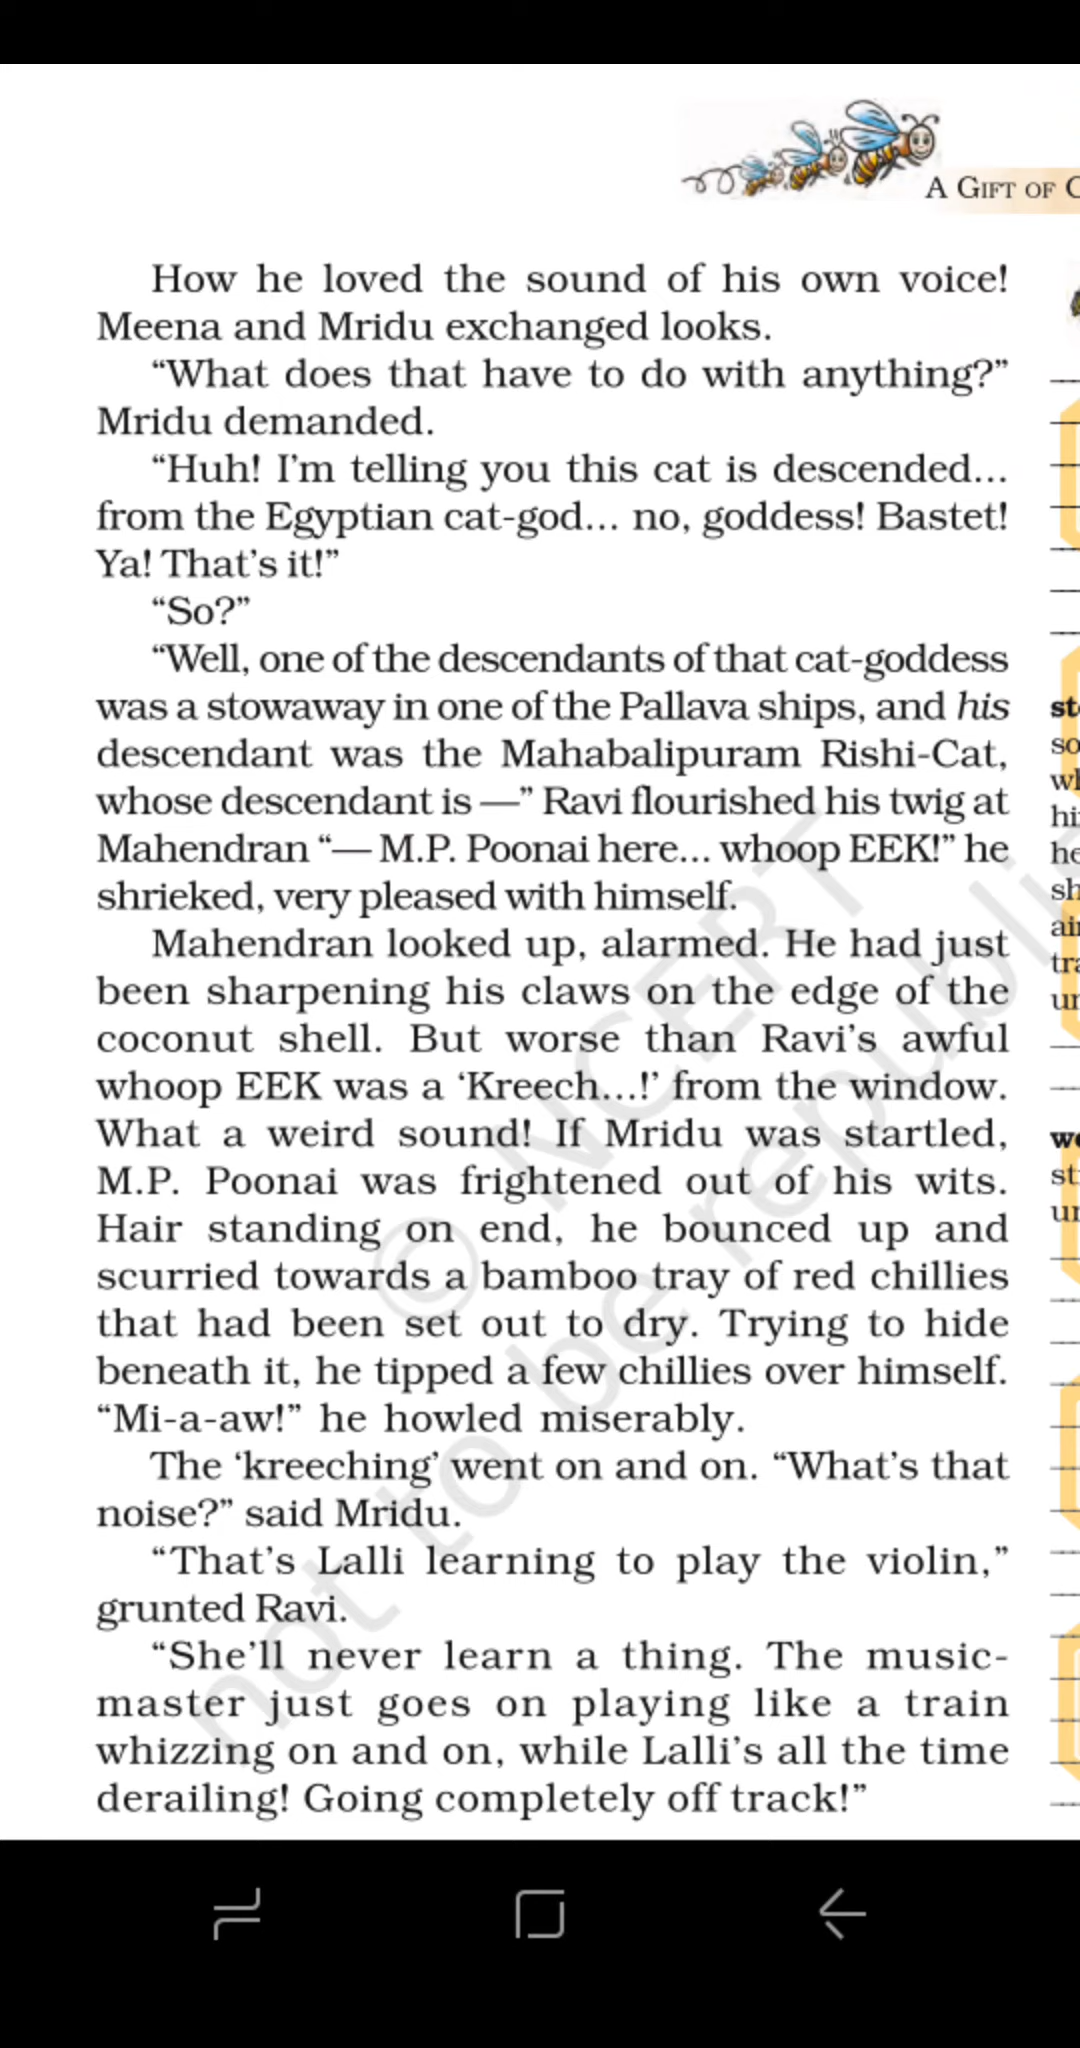 A GIFT OF
How he loved the sound of his own voice!
Meena and Mridu exchanged looks.
“What does that have to do with anything?”
Mridu demanded.
“Huh! I'm telling you this cat is descended...
from the Egyptian cat-god... no, goddess! Bastet!
Ya! That's it!”
“So?”
“Well, one of the descendants of that cat-goddess
was a stowaway in one of the Pallava ships, and his
descendant was the Mahabalipuram Rishi-Cat,
whose descendant is —” Ravi flourished his twig at
Mahendran “— M.P. Poonai here... whoop EEK!” he
shrieked, very pleased with himself.
Mahendran looked up, alarmed. He had just
been sharpening his claws on the edge of the
coconut shell. But worse than Ravi's awful
whoop EEK was a ‘Kreech...!’ from the window.
What a weird sound! If Mridu was startled,
M.P. Poonai was frightened out of his wits.
Hair standing on end, he bounced up and
scurried towards a bamboo tray of red chillies
that had been set out to dry. Trying to hide
beneath it, he tipped a few chillies over himself.
“Mi-a-aw!” he howled miserably.
The ‘kreeching’ went on and on. “What's that
noise?” said Mridu.
“That's Lalli learning to play the violin,”
grunted Ravi.
“She'll never learn a thing. The music-
master just goes on playing like a train
whizzing on and on, while Lalli's all the time
derailing! Going completely off track!”
© NCERT
not to be